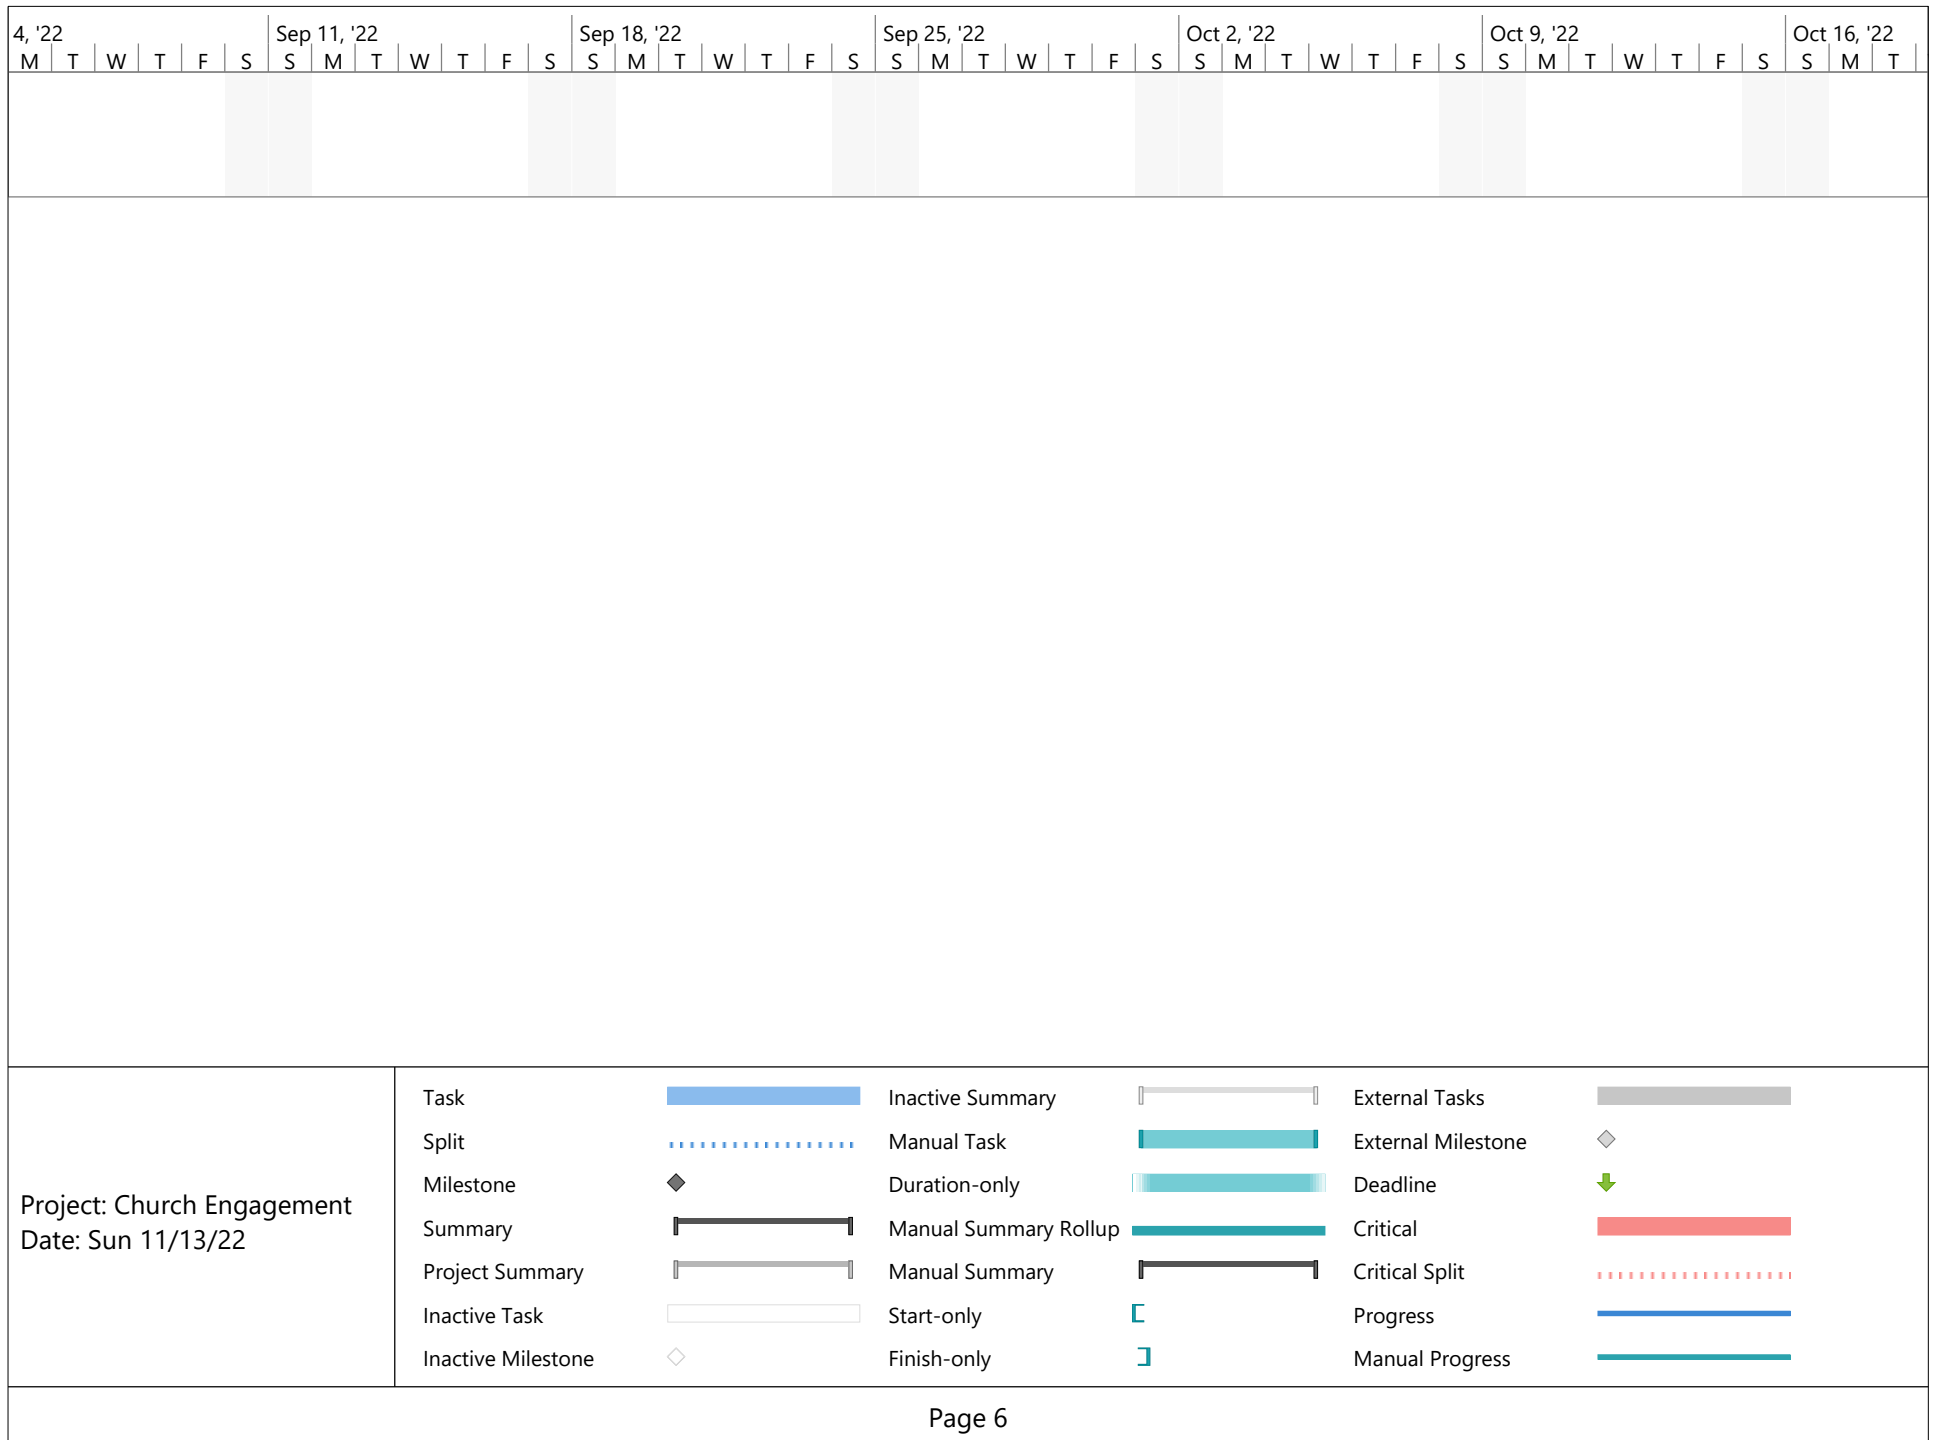 4, '22 Sep 11, '22 Sep 18, '22 Sep 25, '22 Oct 2, '22 Oct 9, '22 Oct 16, '22
M T W T F S S M T W T F S S M T W T F S S M T W T F S S M T W T F S S M T W T F S S M T
Project: Church Engagement
Date: Sun 11/13/22
Task
Split
Milestone
Summary
Project Summary
Inactive Task
Inactive Milestone
Inactive Summary
Manual Task
Duration-only
Manual Summary Rollup
Manual Summary
Start-only
Finish-only
External Tasks
External Milestone
Deadline
Critical
Critical Split
Progress
Manual Progress
Page 6